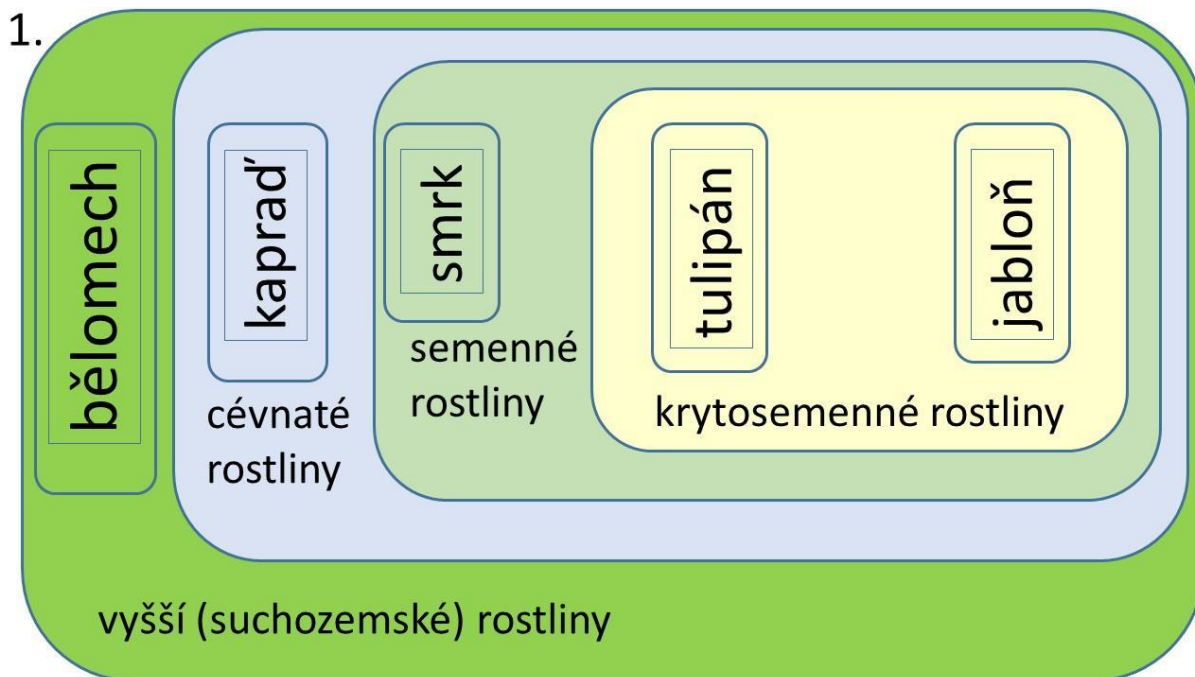 1.
bělomech
kapraď
smrk
tulipán
jabloň
semenné
rostliny
cévnaté
rostliny
krytosemenné rostliny
vyšší (suchozemské) rostliny